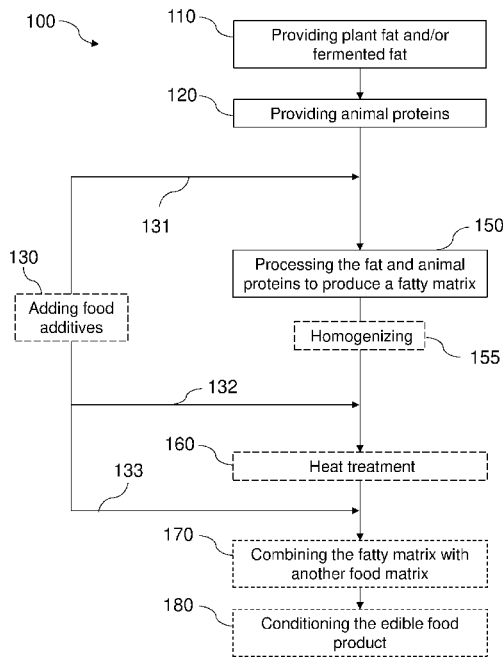 100
110
Providing plant fat and/or
fermented fat
120
Providing animal proteins
131
150
Processing the fat and animal
proteins to produce a fatty matrix
130
Adding food
additives
Homogenizing
155
132
160
Heat treatment
133
170
Combining the fatty matrix with
another food matrix
180
Conditioning the edible food
product